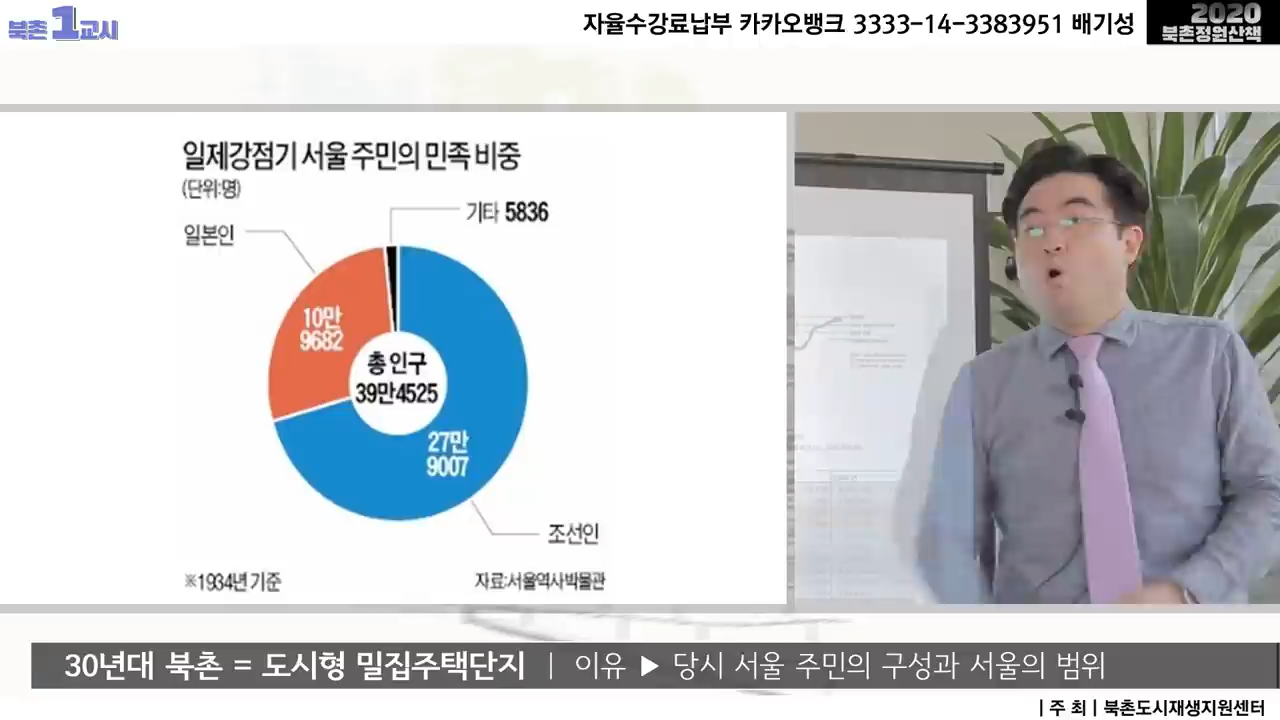 북촌1교시
자율수강료납부 카카오뱅크 3333-14-3383951 배기성
2020
북촌정원산책
일제강점기 서울 주민의 민족 비중
(단위:명)
기타 5836
일본인
10만
9682
총 인구
39만4525
27만
9007
조선인
※1934년 기준
자료:서울역사박물관
30년대 북촌 = 도시형 밀집주택단지 | 이유 ▶ 당시 서울 주민의 구성과 서울의 범위
| 주 최 | 북촌도시재생지원센터